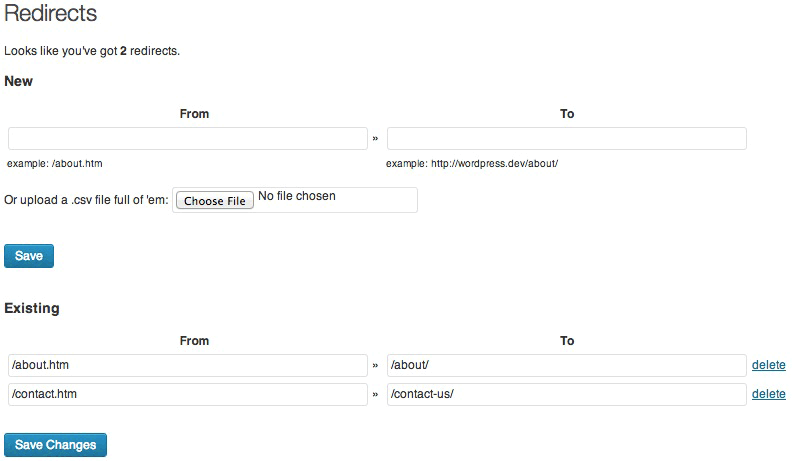 Redirects
Looks like you've got 2 redirects.
New
From To
»
example: /about.htm example: http://wordpress.dev/about/
Or upload a .csv file full of 'em: Choose File No file chosen
Save
Existing
From To
/about.htm » /about/ delete
/contact.htm » /contact-us/ delete
Save Changes